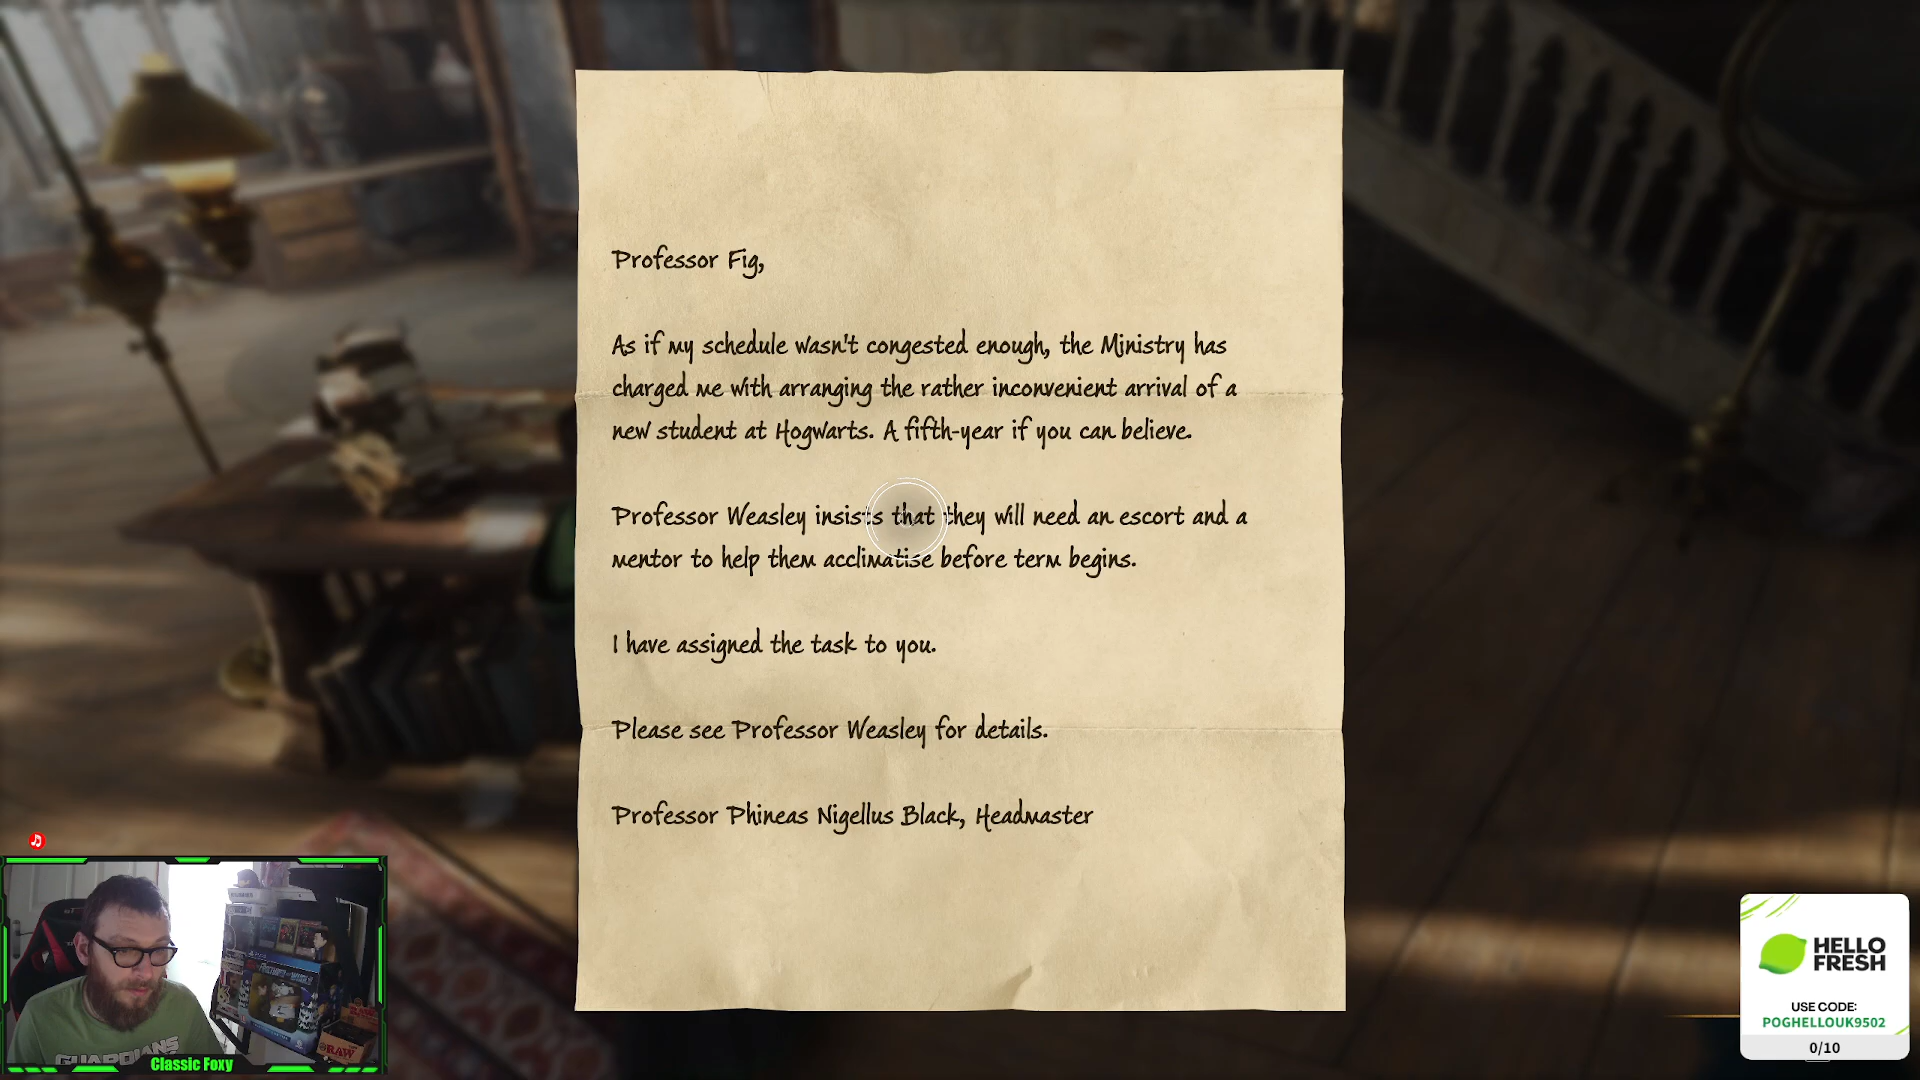 Professor Fig,
As if my schedule wasn't congested enough, the Ministry has
charged me with arranging the rather inconvenient arrival of a
new student at Hogwarts. A fifth-year if you can believe.
Professor Weasley insists that they will need an escort and a
mentor to help them acclimatise before term begins.
I have assigned the task to you.
Please see Professor Weasley for details.
Professor Phineas Nigellus Black, Headmaster
GUARDIANS
RAW
Classic Foxy
HELLO
FRESH
USE CODE:
POGHELLOUK9502
0/10